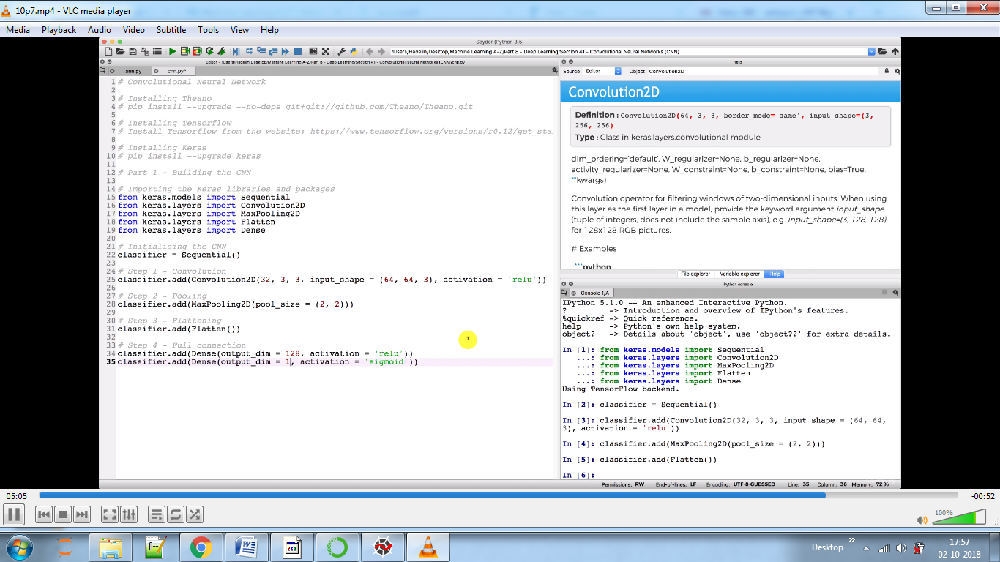 10p7.mp4 - VLC media player
Media Playback Audio Video Subtitle Tools View Help
Spyder (Python 3.5)
/Users/Hadelin/Desktop/Machine Learning A-Z/Part 8 - Deep Learning/Section 41 - Convolutional Neural Networks (CNN)
Editor - /Users/Hadelin/Desktop/Machine Learning A-Z/Part 8 - Deep Learning/Section 41 - Convolutional Neural Networks (CNN)/cnn.py
ann.py cnn.py*
1 # Convolutional Neural Network
2
3 # Installing Theano
4 # pip install --upgrade --no-deps git+git://github.com/Theano/Theano.git
5
6 # Installing Tensorflow
7 # Install Tensorflow from the website: https://www.tensorflow.org/versions/r0.12/get_sta
8
9 # Installing Keras
10 # pip install --upgrade keras
11
12 # Part 1 - Building the CNN
13
14 # Importing the Keras libraries and packages
15 from keras.models import Sequential
16 from keras.layers import Convolution2D
17 from keras.layers import MaxPooling2D
18 from keras.layers import Flatten
19 from keras.layers import Dense
20
21 # Initialising the CNN
22 classifier = Sequential()
23
24 # Step 1 - Convolution
25 classifier.add(Convolution2D(32, 3, 3, input_shape = (64, 64, 3), activation = 'relu'))
26
27 # Step 2 - Pooling
28 classifier.add(MaxPooling2D(pool_size = (2, 2)))
29
30 # Step 3 - Flattening
31 classifier.add(Flatten())
32
33 # Step 4 - Full connection
34 classifier.add(Dense(output_dim = 128, activation = 'relu'))
35 classifier.add(Dense(output_dim = 1, activation = 'sigmoid'))
Help
Source Editor Object Convolution2D
Convolution2D
Definition : Convolution2D(64, 3, 3, border_mode='same', input_shape=(3,
256, 256)
Type : Class in keras.layers.convolutional module
dim_ordering='default', W_regularizer=None, b_regularizer=None,
activity_regularizer=None, W_constraint=None, b_constraint=None, bias=True,
**kwargs)
Convolution operator for filtering windows of two-dimensional inputs. When using
this layer as the first layer in a model, provide the keyword argument input_shape
(tuple of integers, does not include the sample axis), e.g. input_shape=(3, 128, 128)
for 128x128 RGB pictures.
# Examples
```python
File explorer Variable explorer Help
IPython console
Console 1/A
IPython 5.1.0 -- An enhanced Interactive Python.
? -> Introduction and overview of IPython's features.
%quickref -> Quick reference.
help -> Python's own help system.
object? -> Details about 'object', use 'object??' for extra details.
In [1]: from keras.models import Sequential
...: from keras.layers import Convolution2D
...: from keras.layers import MaxPooling2D
...: from keras.layers import Flatten
...: from keras.layers import Dense
Using TensorFlow backend.
In [2]: classifier = Sequential()
In [3]: classifier.add(Convolution2D(32, 3, 3, input_shape = (64, 64,
3), activation = 'relu'))
In [4]: classifier.add(MaxPooling2D(pool_size = (2, 2)))
In [5]: classifier.add(Flatten())
In [6]:
Permissions: RW End-of-lines: LF Encoding: UTF-8-GUESSED Line: 35 Column: 36 Memory: 72 %
05:05 -00:52
100%
Desktop
17:57
02-10-2018